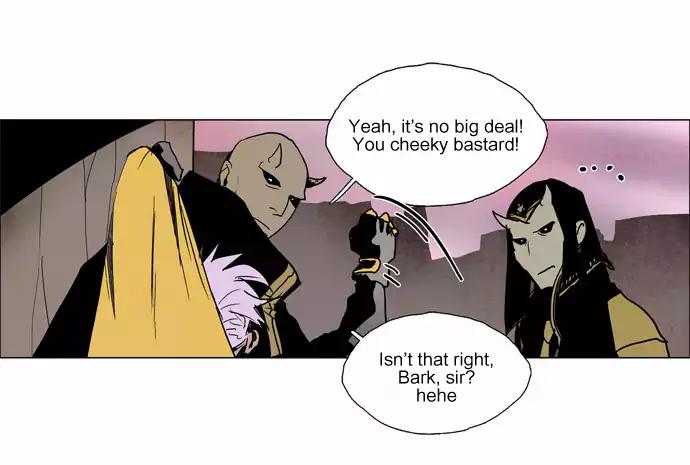 Yeah, it's no big deal!
You cheeky bastard!
Isn't that right,
Bark, sir?
hehe